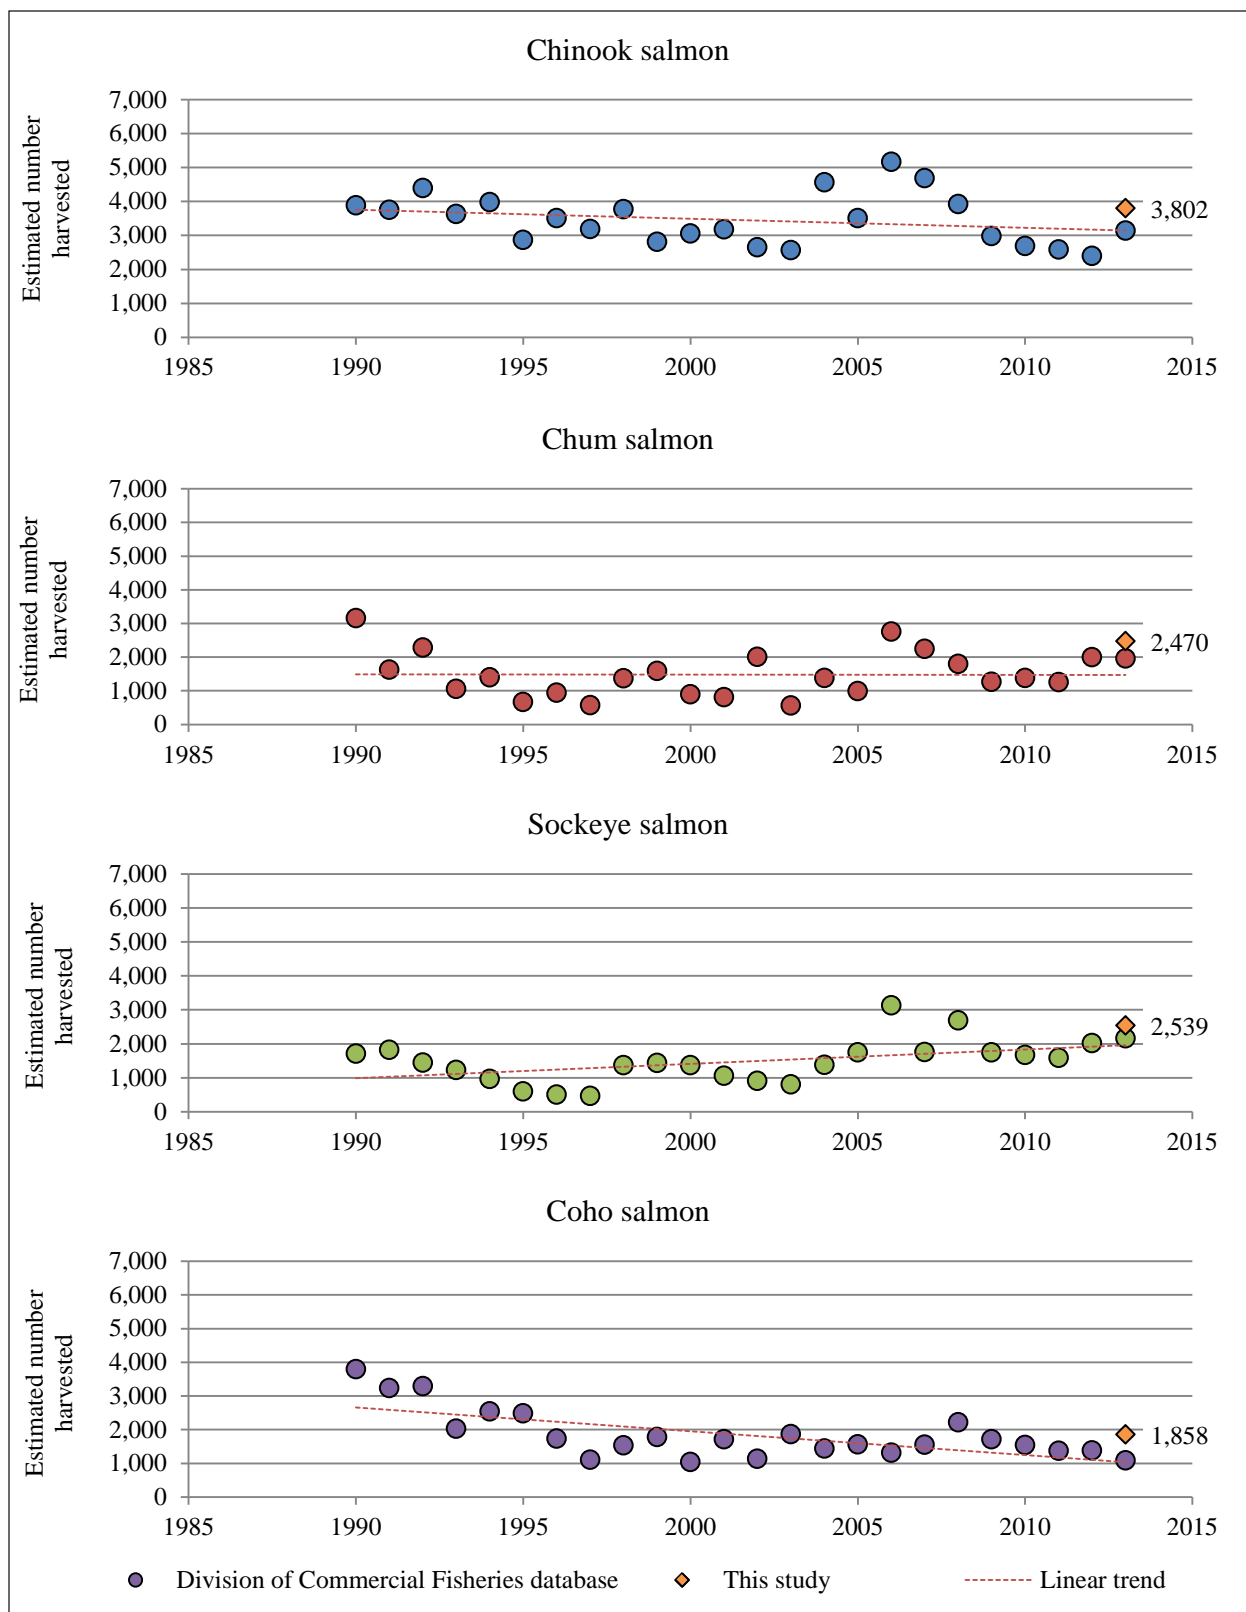 Chinook salmon
Estimated number
harvested
7,000
6,000
5,000
4,000
3,000
2,000
1,000
0
3,802
1985 1990 1995 2000 2005 2010 2015
Chum salmon
Estimated number
harvested
7,000
6,000
5,000
4,000
3,000
2,000
1,000
0
2,470
1985 1990 1995 2000 2005 2010 2015
Sockeye salmon
Estimated number
harvested
7,000
6,000
5,000
4,000
3,000
2,000
1,000
0
2,539
1985 1990 1995 2000 2005 2010 2015
Coho salmon
Estimated number
harvested
7,000
6,000
5,000
4,000
3,000
2,000
1,000
0
1,858
1985 1990 1995 2000 2005 2010 2015
Division of Commercial Fisheries database This study Linear trend